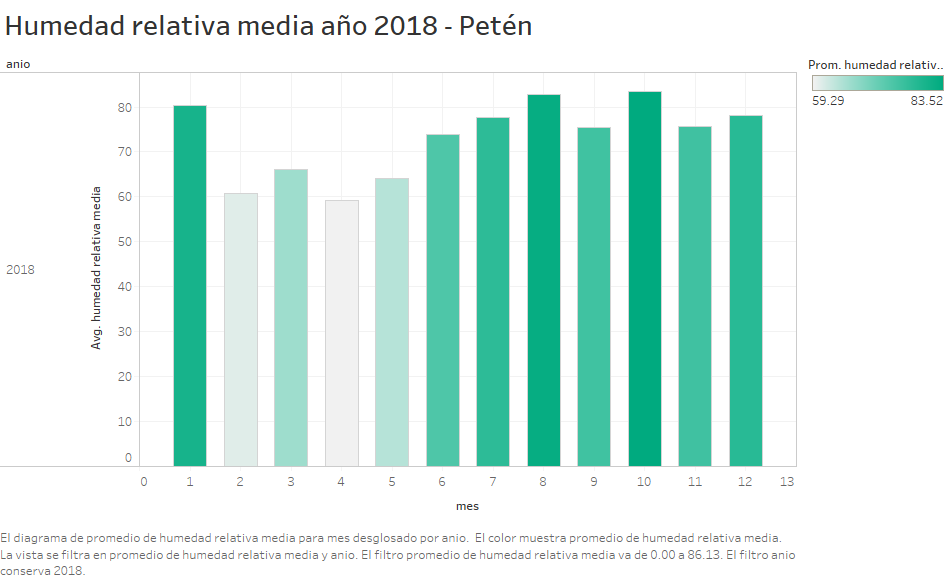 Humedad relativa media año 2018 - Petén
anio
Prom. humedad relativ..
59.29 83.52
80
70
60
50
40
30
20
10
0
Avg. humedad relativa media
2018
0 1 2 3 4 5 6 7 8 9 10 11 12 13
mes
El diagrama de promedio de humedad relativa media para mes desglosado por anio. El color muestra promedio de humedad relativa media.
La vista se filtra en promedio de humedad relativa media y anio. El filtro promedio de humedad relativa media va de 0.00 a 86.13. El filtro anio
conserva 2018.